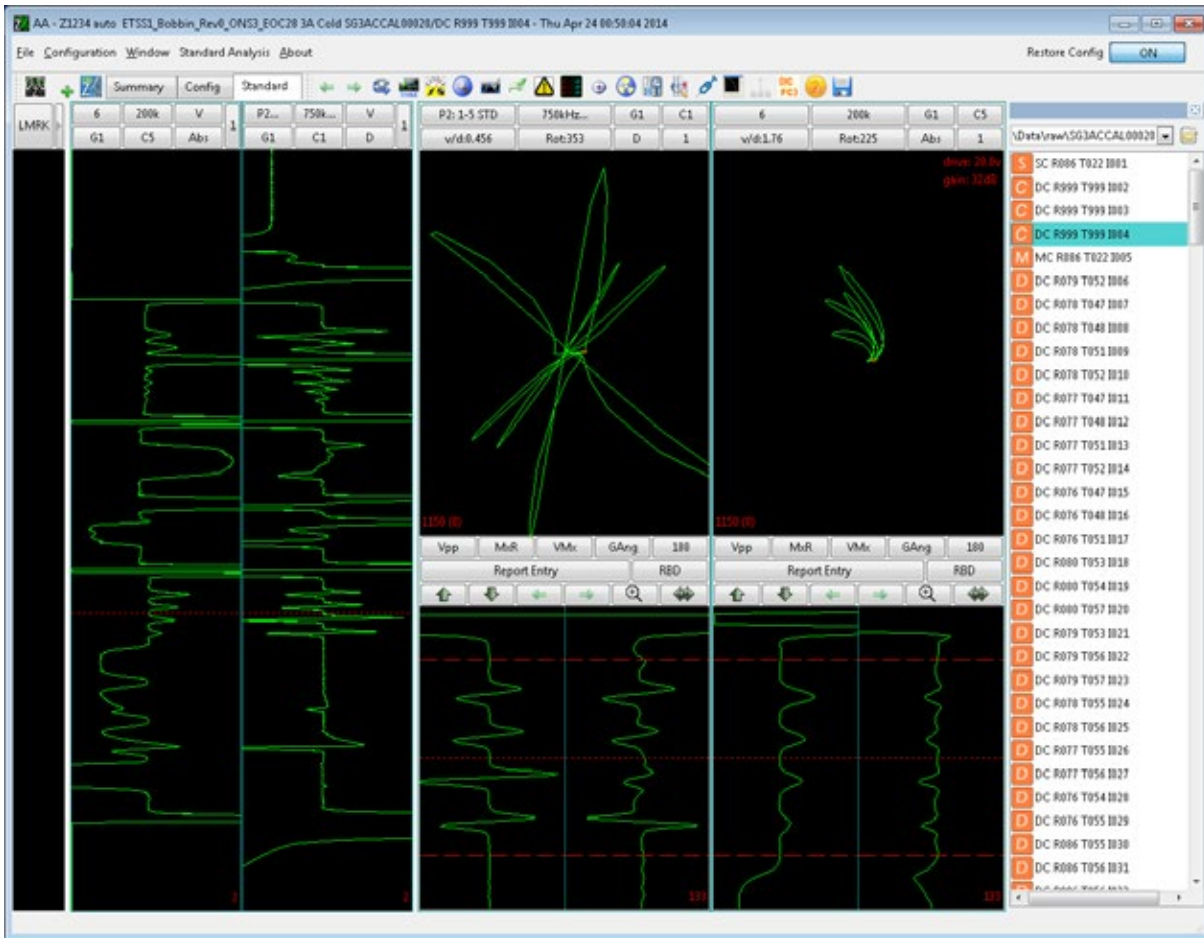 AA - Z1234 auto ETSS1_Bobbin_Rev0_ONS3_EOC28 3A Cold SG3ACCAL00020/DC R999 T999 I004 - Thu Apr 24 00:50:04 2014
File Configuration Window Standard Analysis About
Restore Config ON
Summary Config Standard
LMRK
6 200k V 1
G1 C5 Abs
P2... 750k... V 1
G1 C1 D
P2: 1-5 STD 750kHz... G1 C1
v/d:0.456 Rot:353 D 1
6 200k G1 C5
v/d:1.76 Rot:225 Abs 1
drive: 20.0v
gain: 32dB
1150 (0)
1150 (0)
Vpp MxR VMx GAng 180
Report Entry RBD
Vpp MxR VMx GAng 180
Report Entry RBD
2
2
133
133
\Data\raw\SG3ACCAL00020
S SC R086 T022 I001
C DC R999 T999 I002
C DC R999 T999 I003
C DC R999 T999 I004
M MC R086 T022 I005
D DC R079 T052 I006
D DC R078 T047 I007
D DC R078 T048 I008
D DC R078 T051 I009
D DC R078 T052 I010
D DC R077 T047 I011
D DC R077 T048 I012
D DC R077 T051 I013
D DC R077 T052 I014
D DC R076 T047 I015
D DC R076 T048 I016
D DC R076 T051 I017
D DC R080 T053 I018
D DC R080 T054 I019
D DC R080 T057 I020
D DC R079 T053 I021
D DC R079 T056 I022
D DC R079 T057 I023
D DC R078 T055 I024
D DC R078 T056 I025
D DC R077 T055 I026
D DC R077 T056 I027
D DC R076 T054 I028
D DC R076 T055 I029
D DC R086 T055 I030
D DC R086 T056 I031